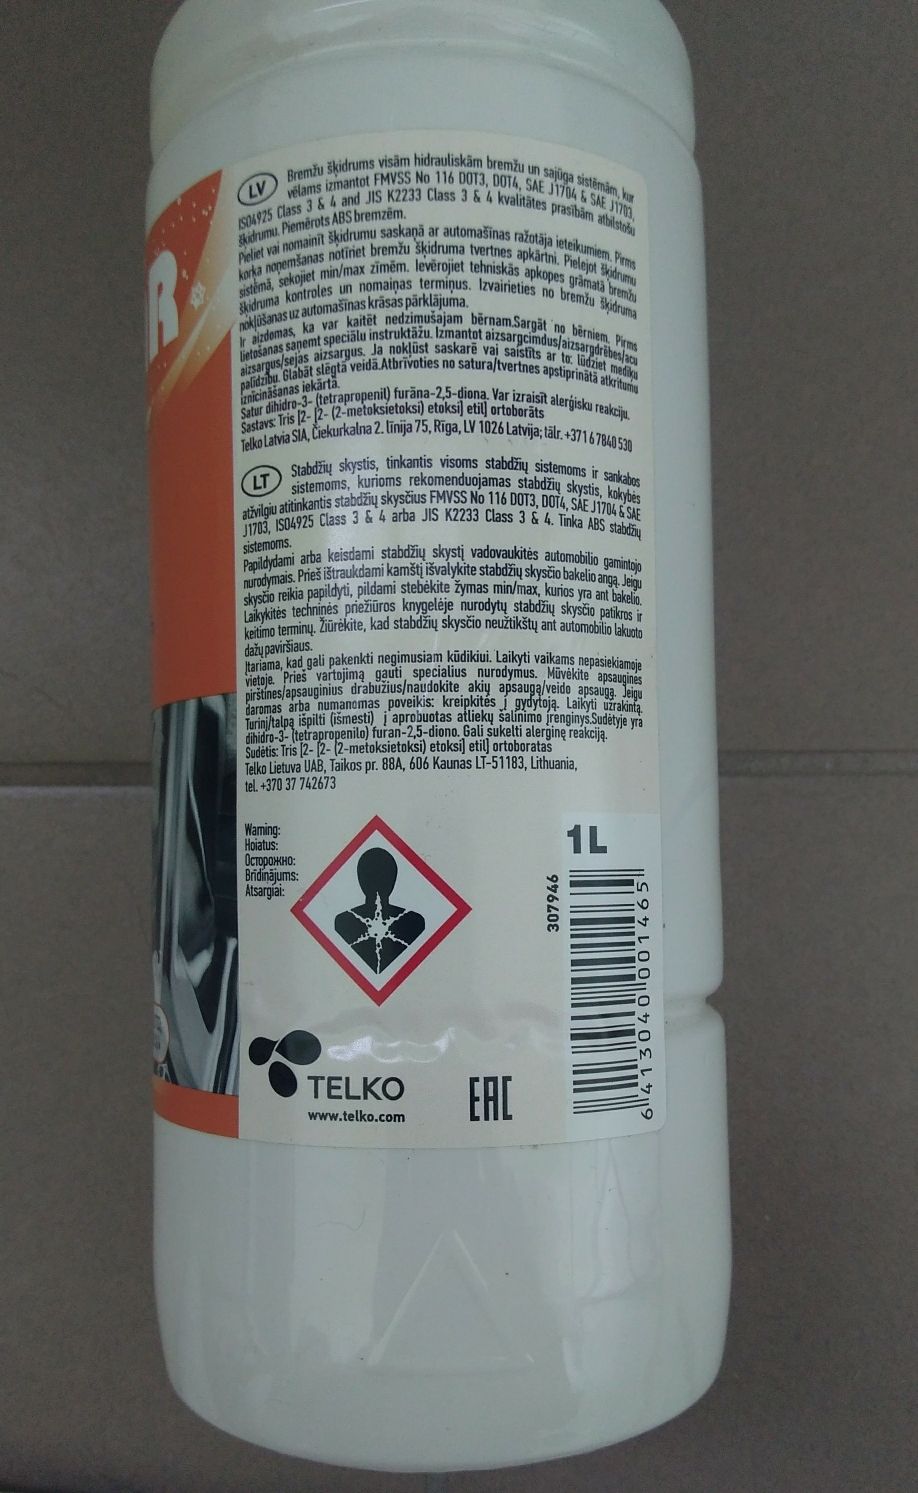 R
LV
Bremžu šķidrums visām hidrauliskām bremžu un sajūga sistēmām, kur
vēlams izmantot FMVSS No 116 DOT3, DOT4, SAE J1704 & SAE J1703,
ISO4925 Class 3 & 4 and JIS K2233 Class 3 & 4 kvalitātes prasībām atbilstošu
šķidrumu. Piemērots ABS bremzēm.
Pieliet vai nomainīt šķidrumu saskaņā ar automašīnas ražotāja ieteikumiem. Pirms
korķa noņemšanas notīriet bremžu šķidruma tvertnes apkārtni. Pielejot šķidrumu
sistēmā, sekojiet min/max zīmēm. Ievērojiet tehniskās apkopes grāmatā bremžu
šķidruma kontroles un nomaiņas termiņus. Izvairieties no bremžu šķidruma
nokļūšanas uz automašīnas krāsas pārklājuma.
Ir aizdomas, ka var kaitēt nedzimušajam bērnam.Sargāt no bērniem. Pirms
lietošanas saņemt speciālu instruktāžu. Izmantot aizsargcimdus/aizsargdrēbes/acu
aizsargus/sejas aizsargus. Ja nokļūst saskarē vai saistīts ar to: lūdziet mediķu
palīdzību. Glabāt slēgtā veidā.Atbrīvoties no satura/tvertnes apstiprinātā atkritumu
iznīcināšanas iekārtā.
Satur dihidro-3- (tetrapropenil) furāna-2,5-diona. Var izraisīt alerģisku reakciju.
Sastavs: Tris [2- [2- (2-metoksietoksi) etoksi] etil] ortoborāts
Telko Latvia SIA, Čiekurkalna 2. līnija 75, Rīga, LV 1026 Latvija; tālr. +371 6 7840 530
LT
Stabdžių skystis, tinkantis visoms stabdžių sistemoms ir sankabos
sistemoms, kurioms rekomenduojamas stabdžių skystis, kokybės
atžvilgiu atitinkantis stabdžių skysčius FMVSS No 116 DOT3, DOT4, SAE J1704 & SAE
J1703, ISO4925 Class 3 & 4 arba JIS K2233 Class 3 & 4. Tinka ABS stabdžių
sistemoms.
Papildydami arba keisdami stabdžių skystį vadovaukitės automobilio gamintojo
nurodymais. Prieš ištraukdami kamštį išvalykite stabdžių skysčio bakelio angą. Jeigu
skysčio reikia papildyti, pildami stebėkite žymas min/max, kurios yra ant bakelio.
Laikykitės techninės priežiūros knygelėje nurodytų stabdžių skysčio patikros ir
keitimo terminų. Žiūrėkite, kad stabdžių skysčio neužtikštų ant automobilio lakuoto
dažų paviršiaus.
Įtariama, kad gali pakenkti negimusiam kūdikiui. Laikyti vaikams nepasiekiamoje
vietoje. Prieš vartojimą gauti specialius nurodymus. Mūvėkite apsaugines
pirštines/apsauginius drabužius/naudokite akių apsaugą/veido apsaugą. Jeigu
daromas arba numanomas poveikis: kreipkitės į gydytoją. Laikyti užrakintą.
Turinį/talpą išpilti (išmesti) į aprobuotas atliekų šalinimo įrenginys.Sudėtyje yra
dihidro-3- (tetrapropenilo) furan-2,5-diono. Gali sukelti alerginę reakciją.
Sudėtis: Tris [2- [2- (2-metoksietoksi) etoksi] etil] ortoboratas
Telko Lietuva UAB, Taikos pr. 88A, 606 Kaunas LT-51183, Lithuania,
tel. +370 37 742673
Warning:
Hoiatus:
Осторожно:
Brīdinājums:
Atsargiai:
1L
307946
6 413040 001465
TELKO
www.telko.com
EAC